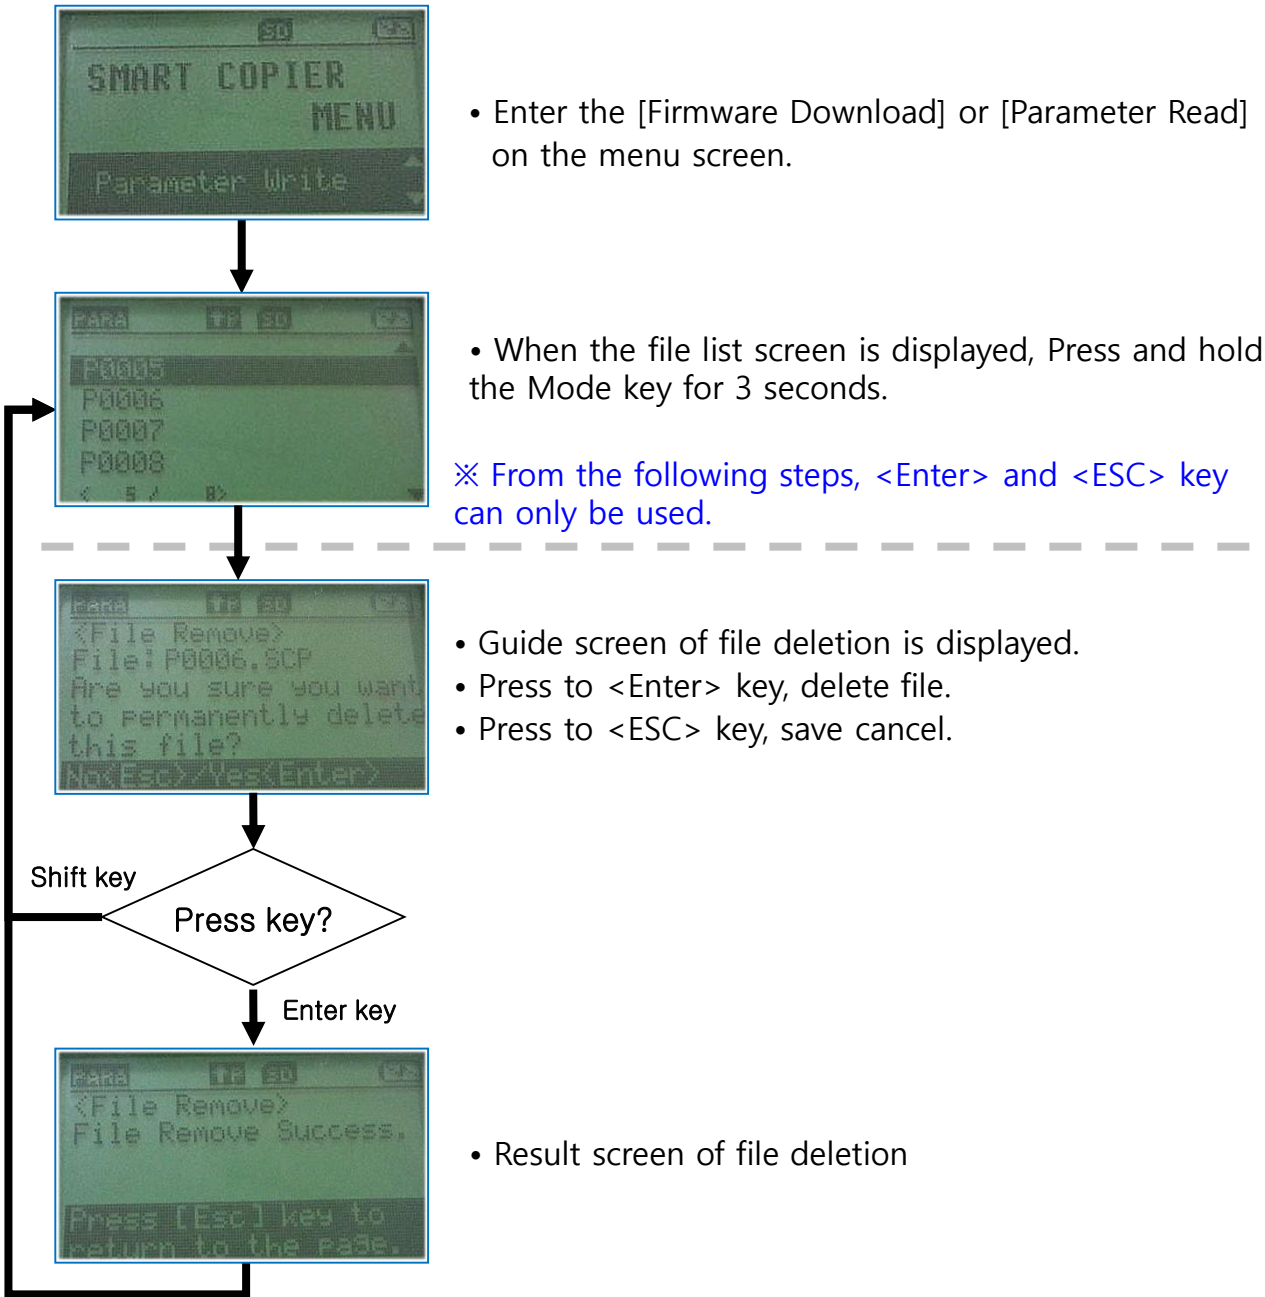 SD
SMART COPIER
MENU
Parameter Write
• Enter the [Firmware Download] or [Parameter Read]
on the menu screen.
PARA SD
P0005
P0006
P0007
P0008
< 5/ 8>
• When the file list screen is displayed, Press and hold
the Mode key for 3 seconds.
※ From the following steps, <Enter> and <ESC> key
can only be used.
PARA SD
<File Remove>
File:P0006.SCP
Are you sure you want
to permanently delete
this file?
No<Esc>/Yes<Enter>
• Guide screen of file deletion is displayed.
• Press to <Enter> key, delete file.
• Press to <ESC> key, save cancel.
Shift key
Press key?
Enter key
PARA SD
<File Remove>
File Remove Success.
Press [Esc] key to
return to the page.
• Result screen of file deletion